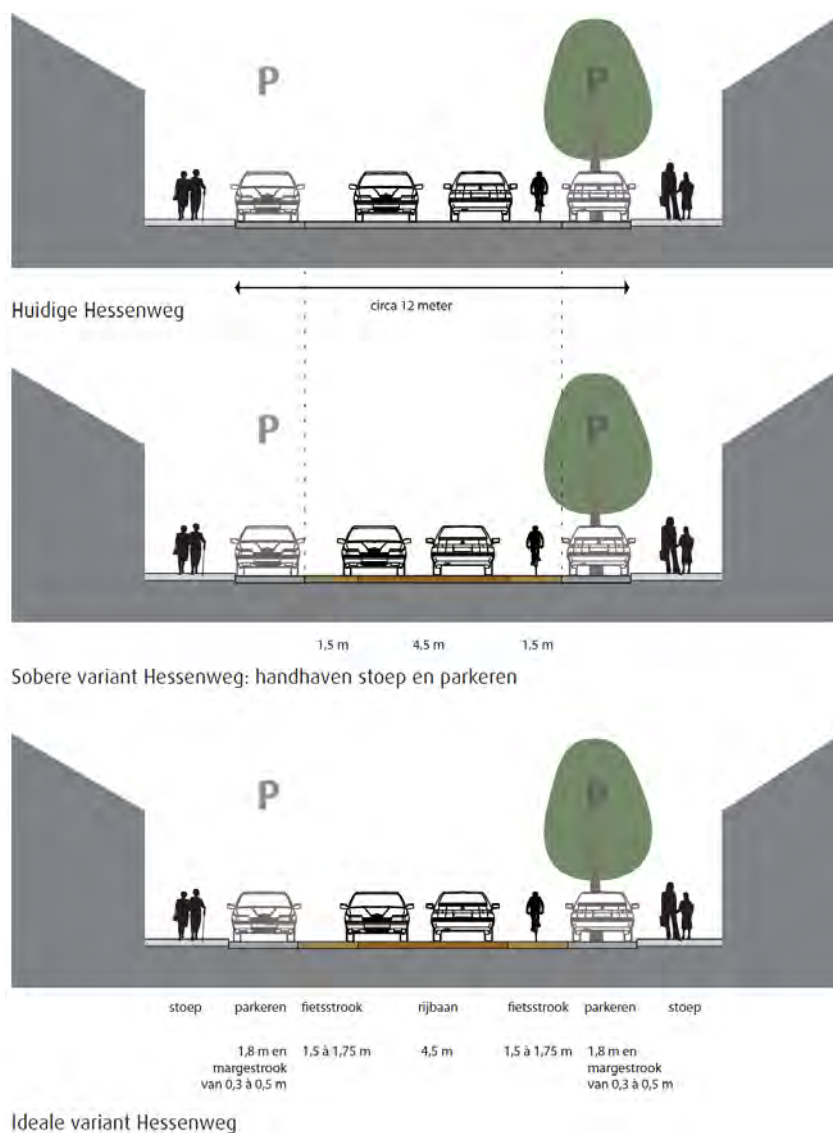 P P
circa 12 meter
Huidige Hessenweg
P P
1,5 m 4,5 m 1,5 m
Sobere variant Hessenweg: handhaven stoep en parkeren
P P
stoep parkeren fietsstrook rijbaan fietsstrook parkeren stoep
1,8 m en 1,5 à 1,75 m 4,5 m 1,5 à 1,75 m 1,8 m en
margestrook margestrook
van 0,3 à 0,5 m van 0,3 à 0,5 m
Ideale variant Hessenweg